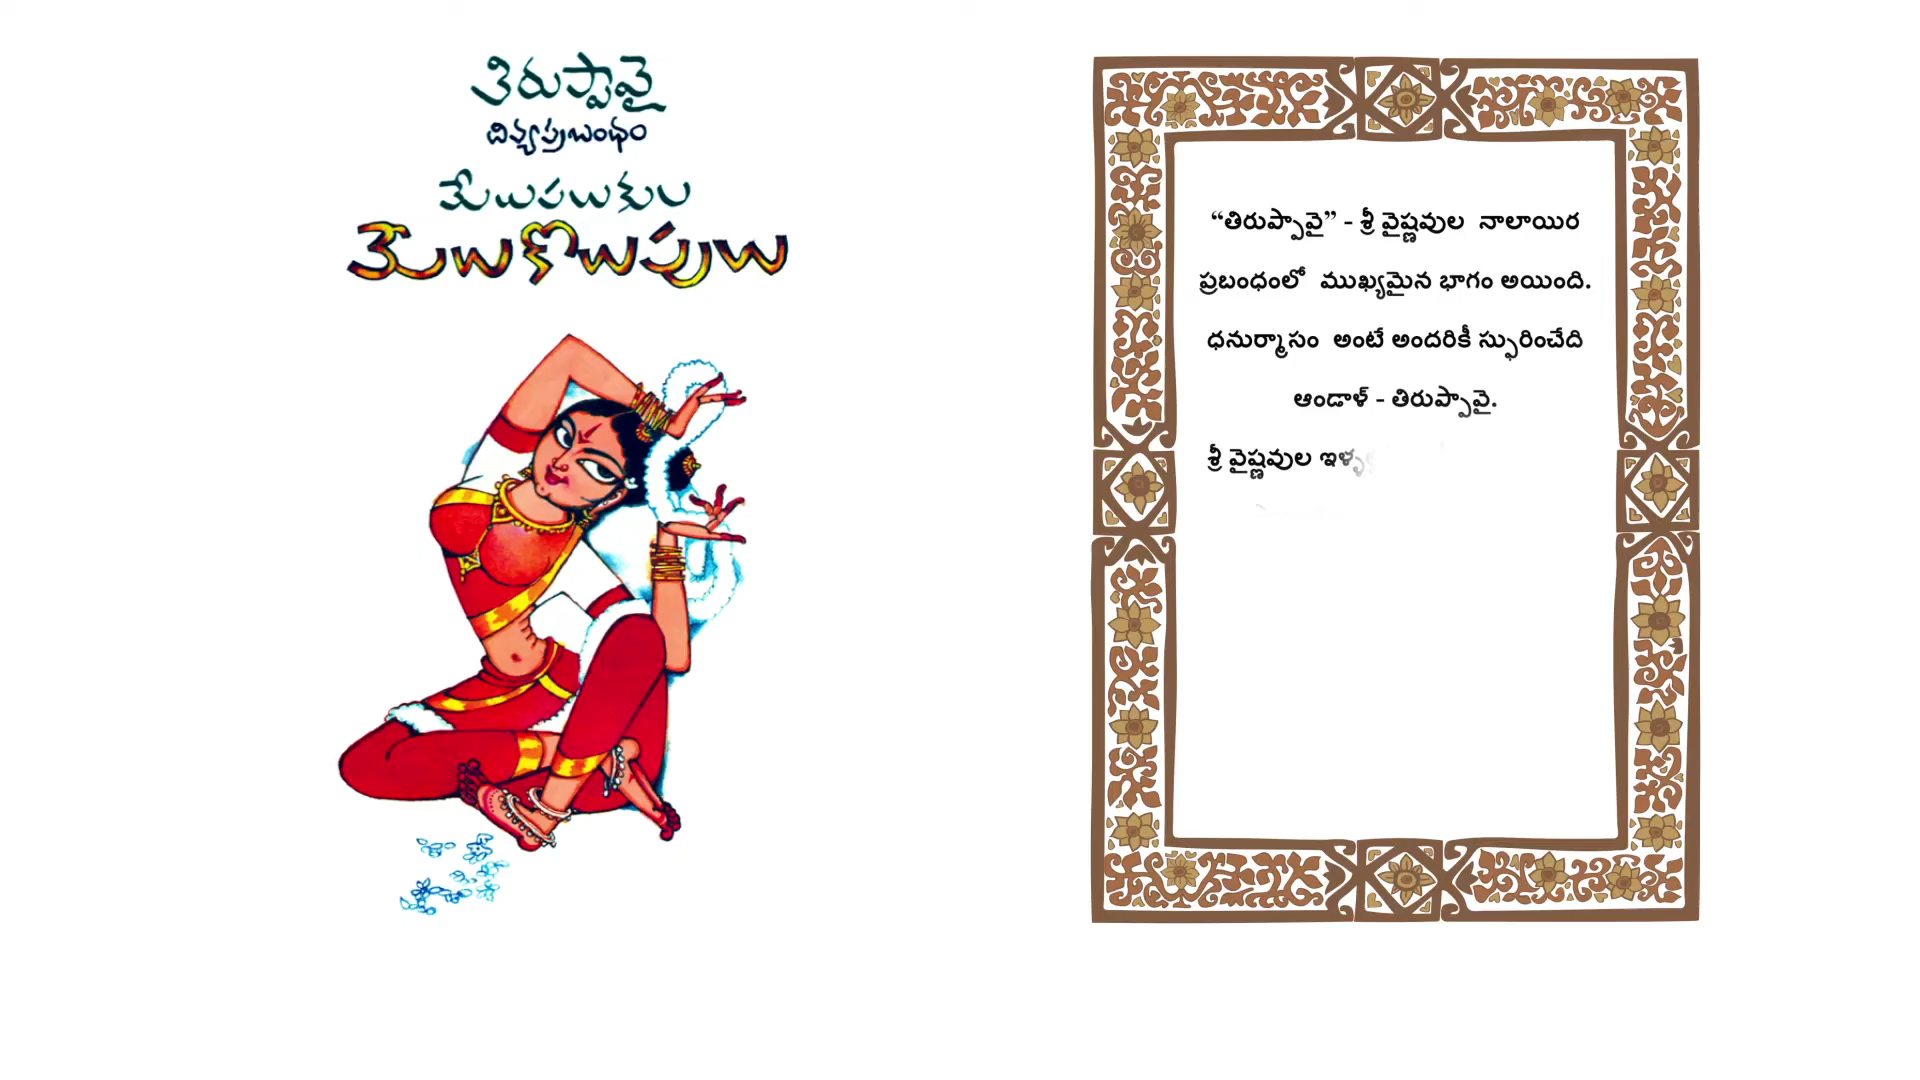 తిరుప్పావై
దివ్యప్రబంధం
మేలుపలుకుల
మేలుకొలుపులు
“తిరుప్పావై” - శ్రీ వైష్ణవుల నాలాయిర
ప్రబంధంలో ముఖ్యమైన భాగం అయింది.
ధనుర్మాసం అంటే అందరికీ స్ఫురించేది
ఆండాళ్ - తిరుప్పావై.
శ్రీ వైష్ణవుల